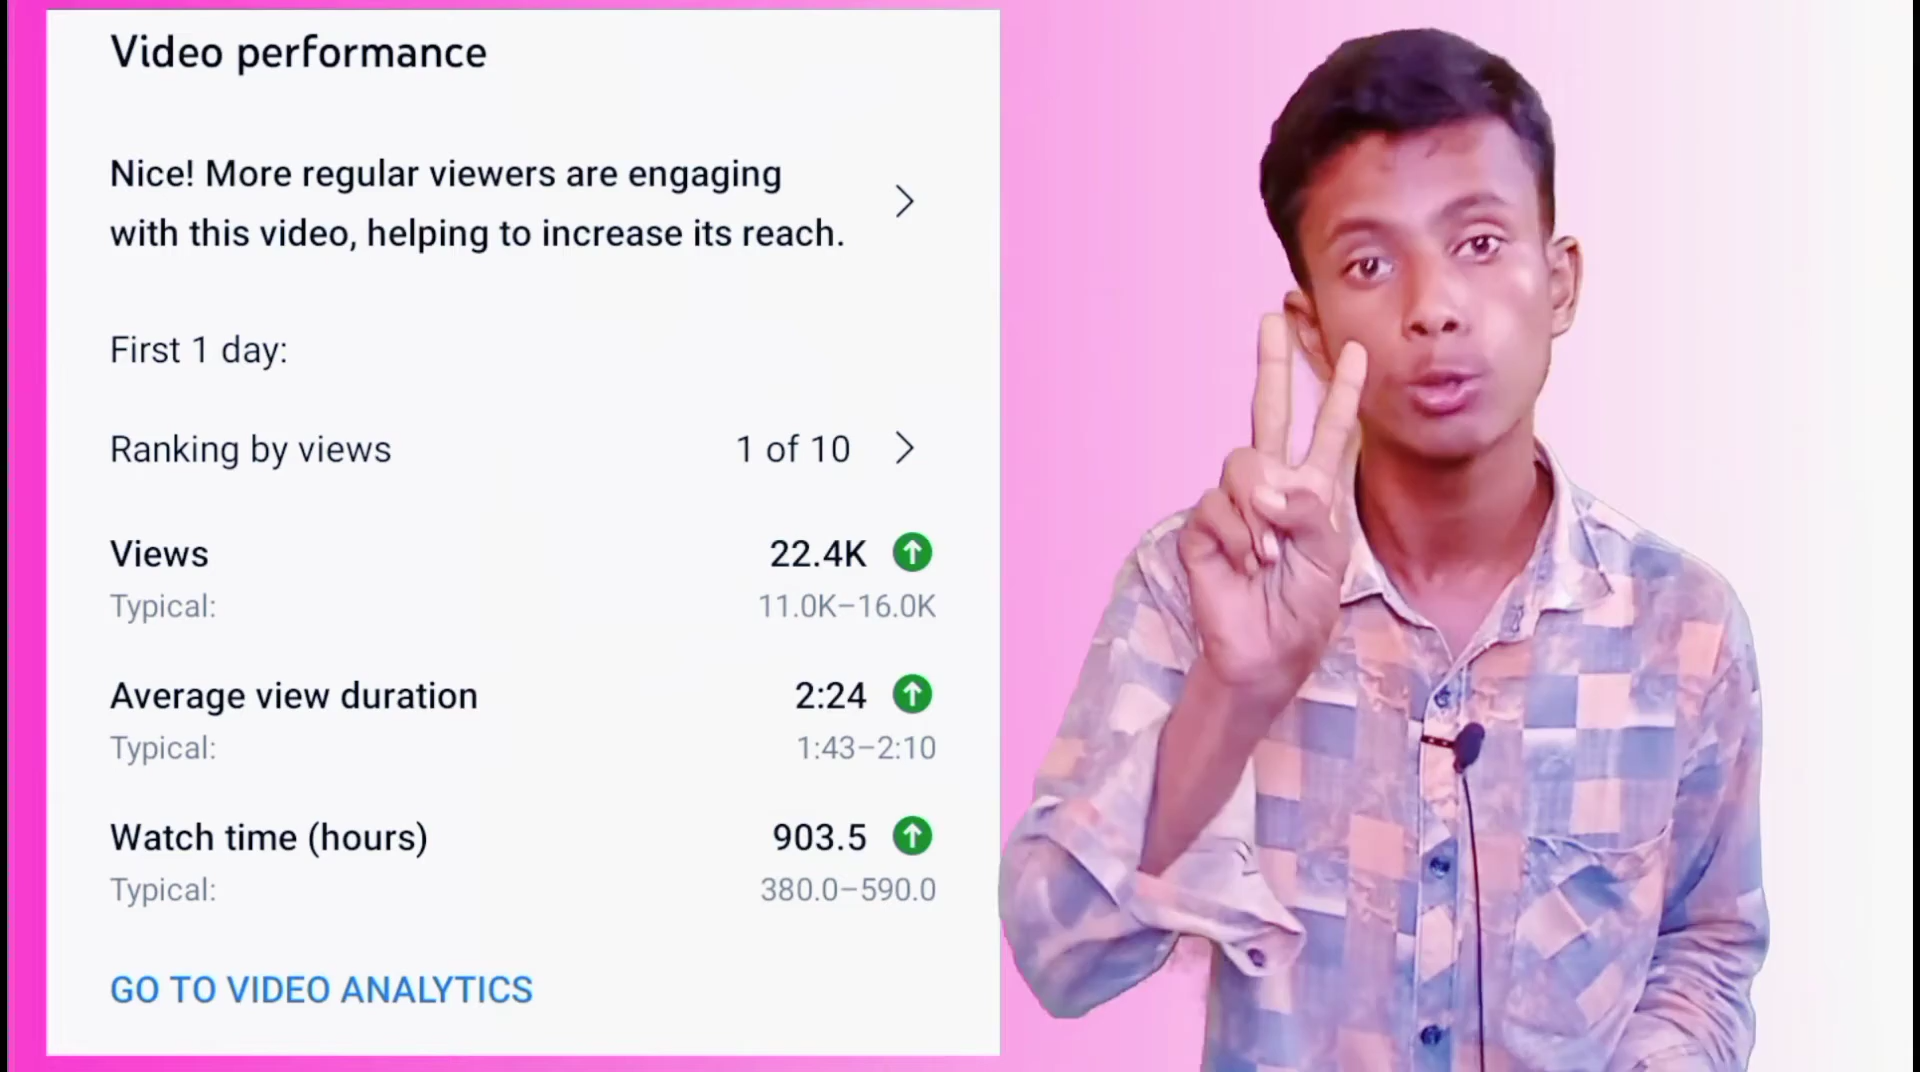 Video performance
Nice! More regular viewers are engaging
with this video, helping to increase its reach.
First 1 day:
Ranking by views 1 of 10
Views 22.4K
Typical: 11.0K–16.0K
Average view duration 2:24
Typical: 1:43–2:10
Watch time (hours) 903.5
Typical: 380.0–590.0
GO TO VIDEO ANALYTICS